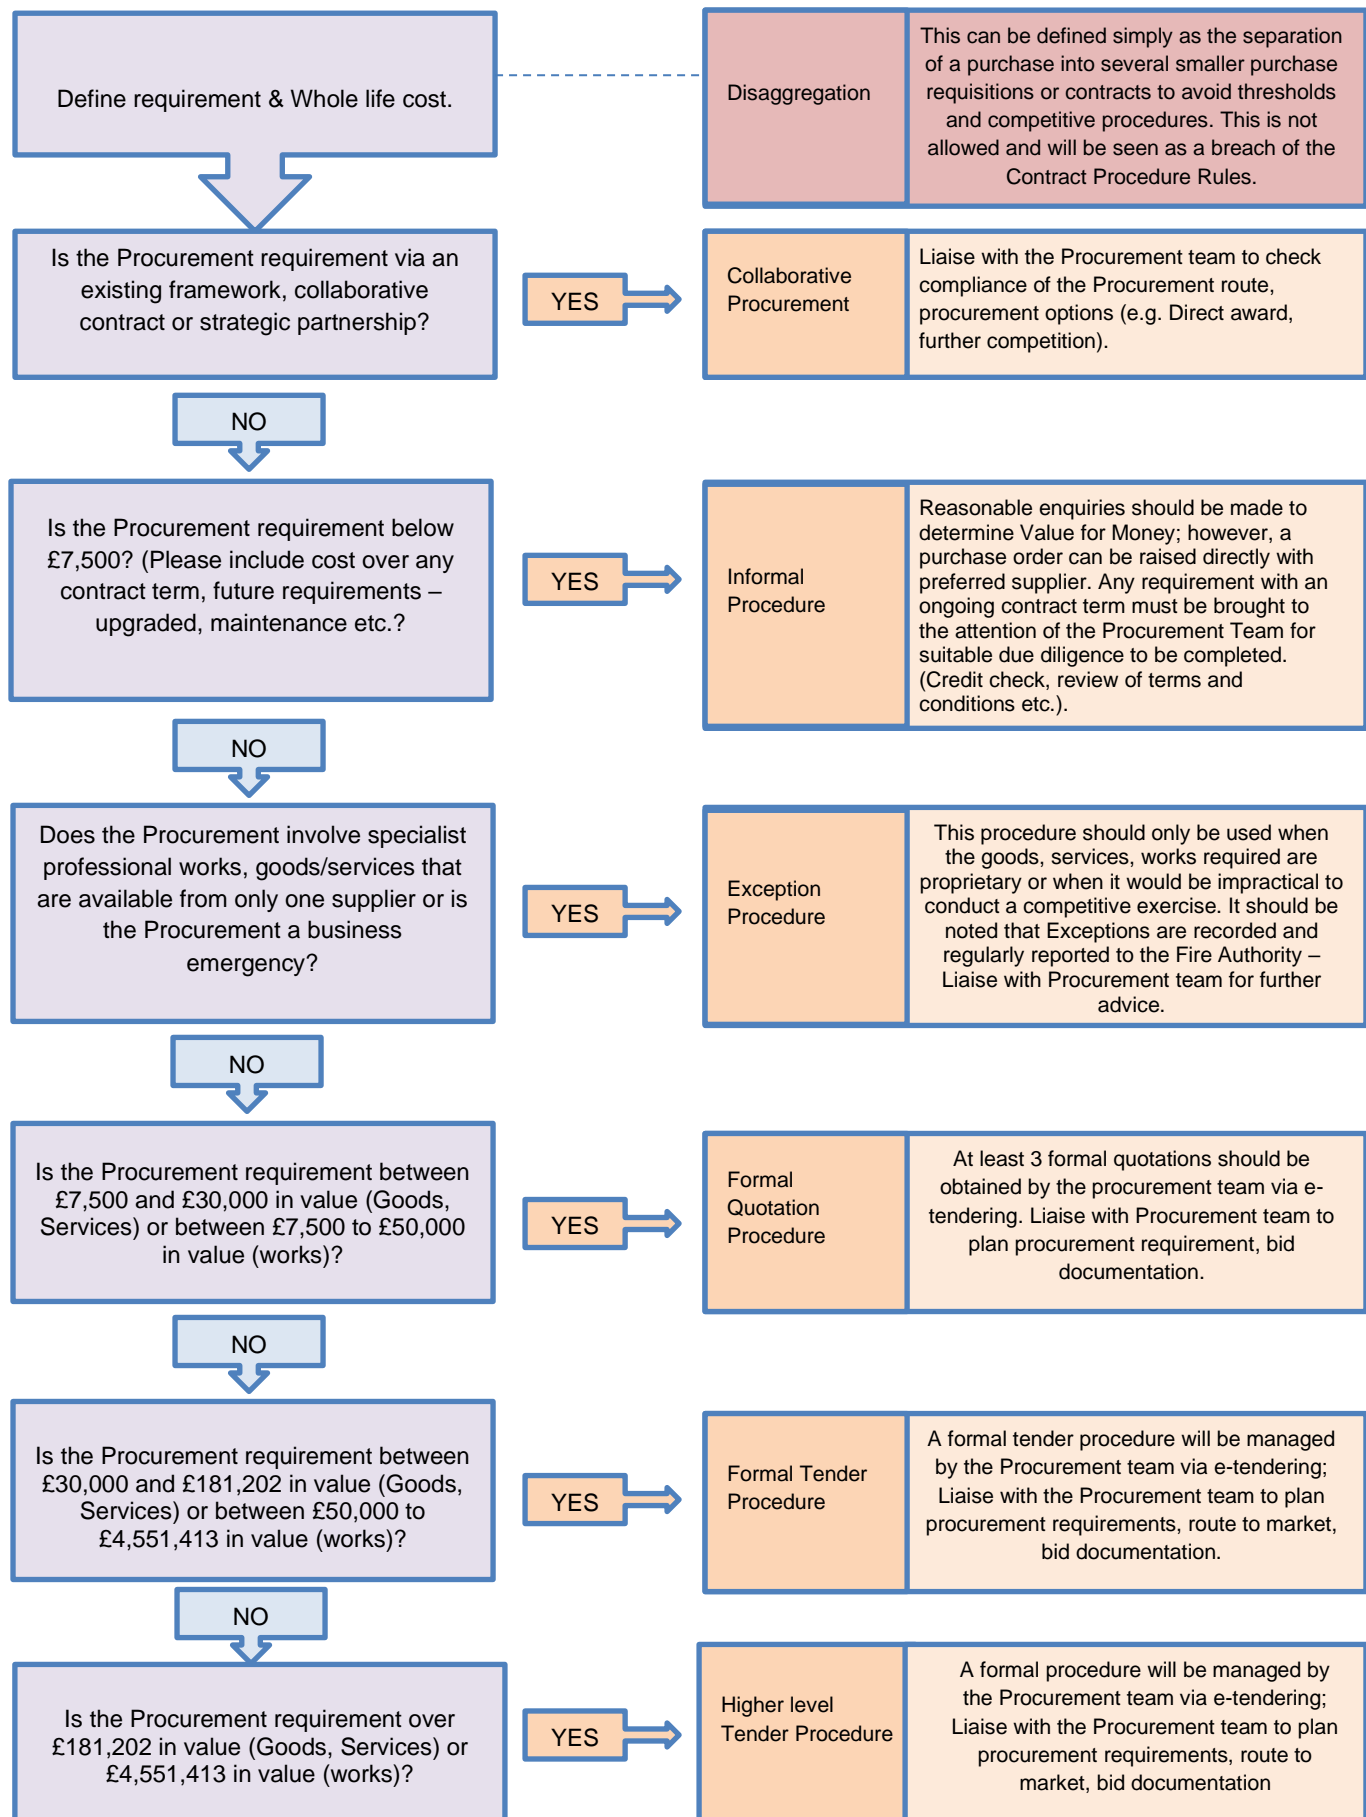 Define requirement & Whole life cost.
Disaggregation
This can be defined simply as the separation
of a purchase into several smaller purchase
requisitions or contracts to avoid thresholds
and competitive procedures. This is not
allowed and will be seen as a breach of the
Contract Procedure Rules.
Is the Procurement requirement via an
existing framework, collaborative
contract or strategic partnership?
YES
Collaborative
Procurement
Liaise with the Procurement team to check
compliance of the Procurement route,
procurement options (e.g. Direct award,
further competition).
NO
Is the Procurement requirement below
£7,500? (Please include cost over any
contract term, future requirements –
upgraded, maintenance etc.?
YES
Informal
Procedure
Reasonable enquiries should be made to
determine Value for Money; however, a
purchase order can be raised directly with
preferred supplier. Any requirement with an
ongoing contract term must be brought to
the attention of the Procurement Team for
suitable due diligence to be completed.
(Credit check, review of terms and
conditions etc.).
NO
Does the Procurement involve specialist
professional works, goods/services that
are available from only one supplier or is
the Procurement a business
emergency?
YES
Exception
Procedure
This procedure should only be used when
the goods, services, works required are
proprietary or when it would be impractical to
conduct a competitive exercise. It should be
noted that Exceptions are recorded and
regularly reported to the Fire Authority –
Liaise with Procurement team for further
advice.
NO
Is the Procurement requirement between
£7,500 and £30,000 in value (Goods,
Services) or between £7,500 to £50,000
in value (works)?
YES
Formal
Quotation
Procedure
At least 3 formal quotations should be
obtained by the procurement team via e-
tendering. Liaise with Procurement team to
plan procurement requirement, bid
documentation.
NO
Is the Procurement requirement between
£30,000 and £181,202 in value (Goods,
Services) or between £50,000 to
£4,551,413 in value (works)?
YES
Formal Tender
Procedure
A formal tender procedure will be managed
by the Procurement team via e-tendering;
Liaise with the Procurement team to plan
procurement requirements, route to market,
bid documentation.
NO
Is the Procurement requirement over
£181,202 in value (Goods, Services) or
£4,551,413 in value (works)?
YES
Higher level
Tender Procedure
A formal procedure will be managed by
the Procurement team via e-tendering;
Liaise with the Procurement team to plan
procurement requirements, route to
market, bid documentation